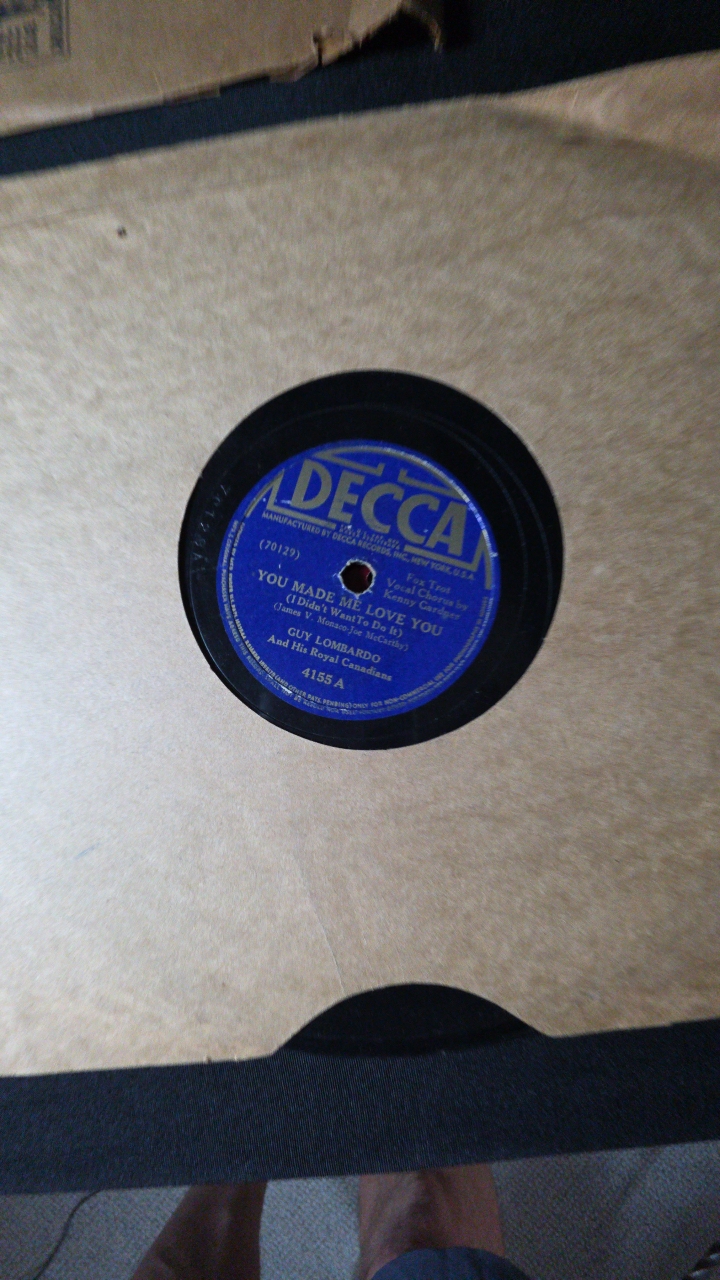 DECCA
MANUFACTURED BY DECCA RECORDS, INC., NEW YORK, U.S.A.
(70129)
Fox Trot
Vocal Chorus by
Kenny Gardger
YOU MADE ME LOVE YOU
(I Didn't Want To Do It)
(James V. Monaco-Joe McCarthy)
GUY LOMBARDO
And His Royal Canadians
4155 A